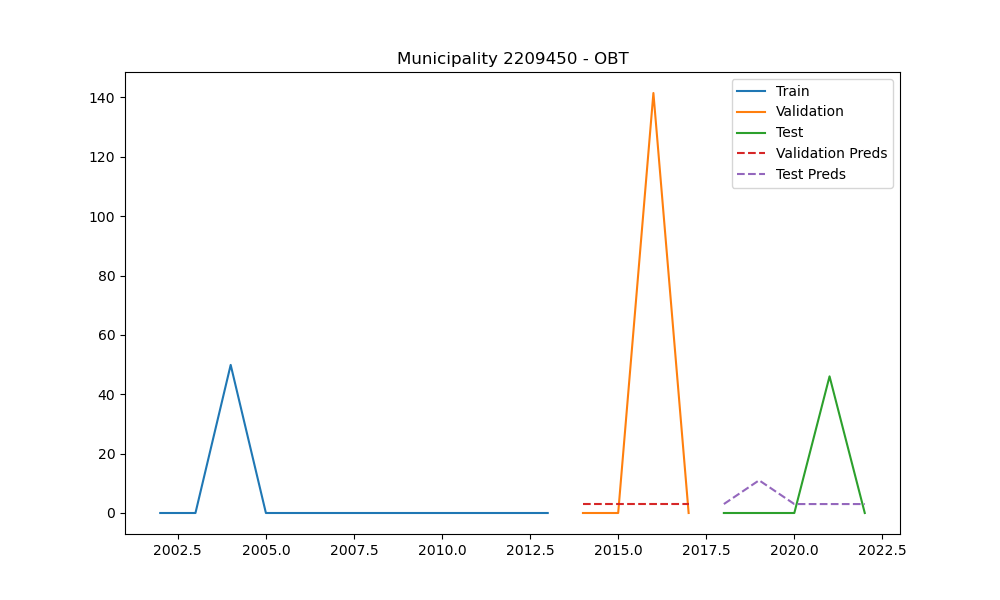 Municipality 2209450 - OBT
Train
Validation
Test
Validation Preds
Test Preds
140
120
100
80
60
40
20
0
2002.5 2005.0 2007.5 2010.0 2012.5 2015.0 2017.5 2020.0 2022.5